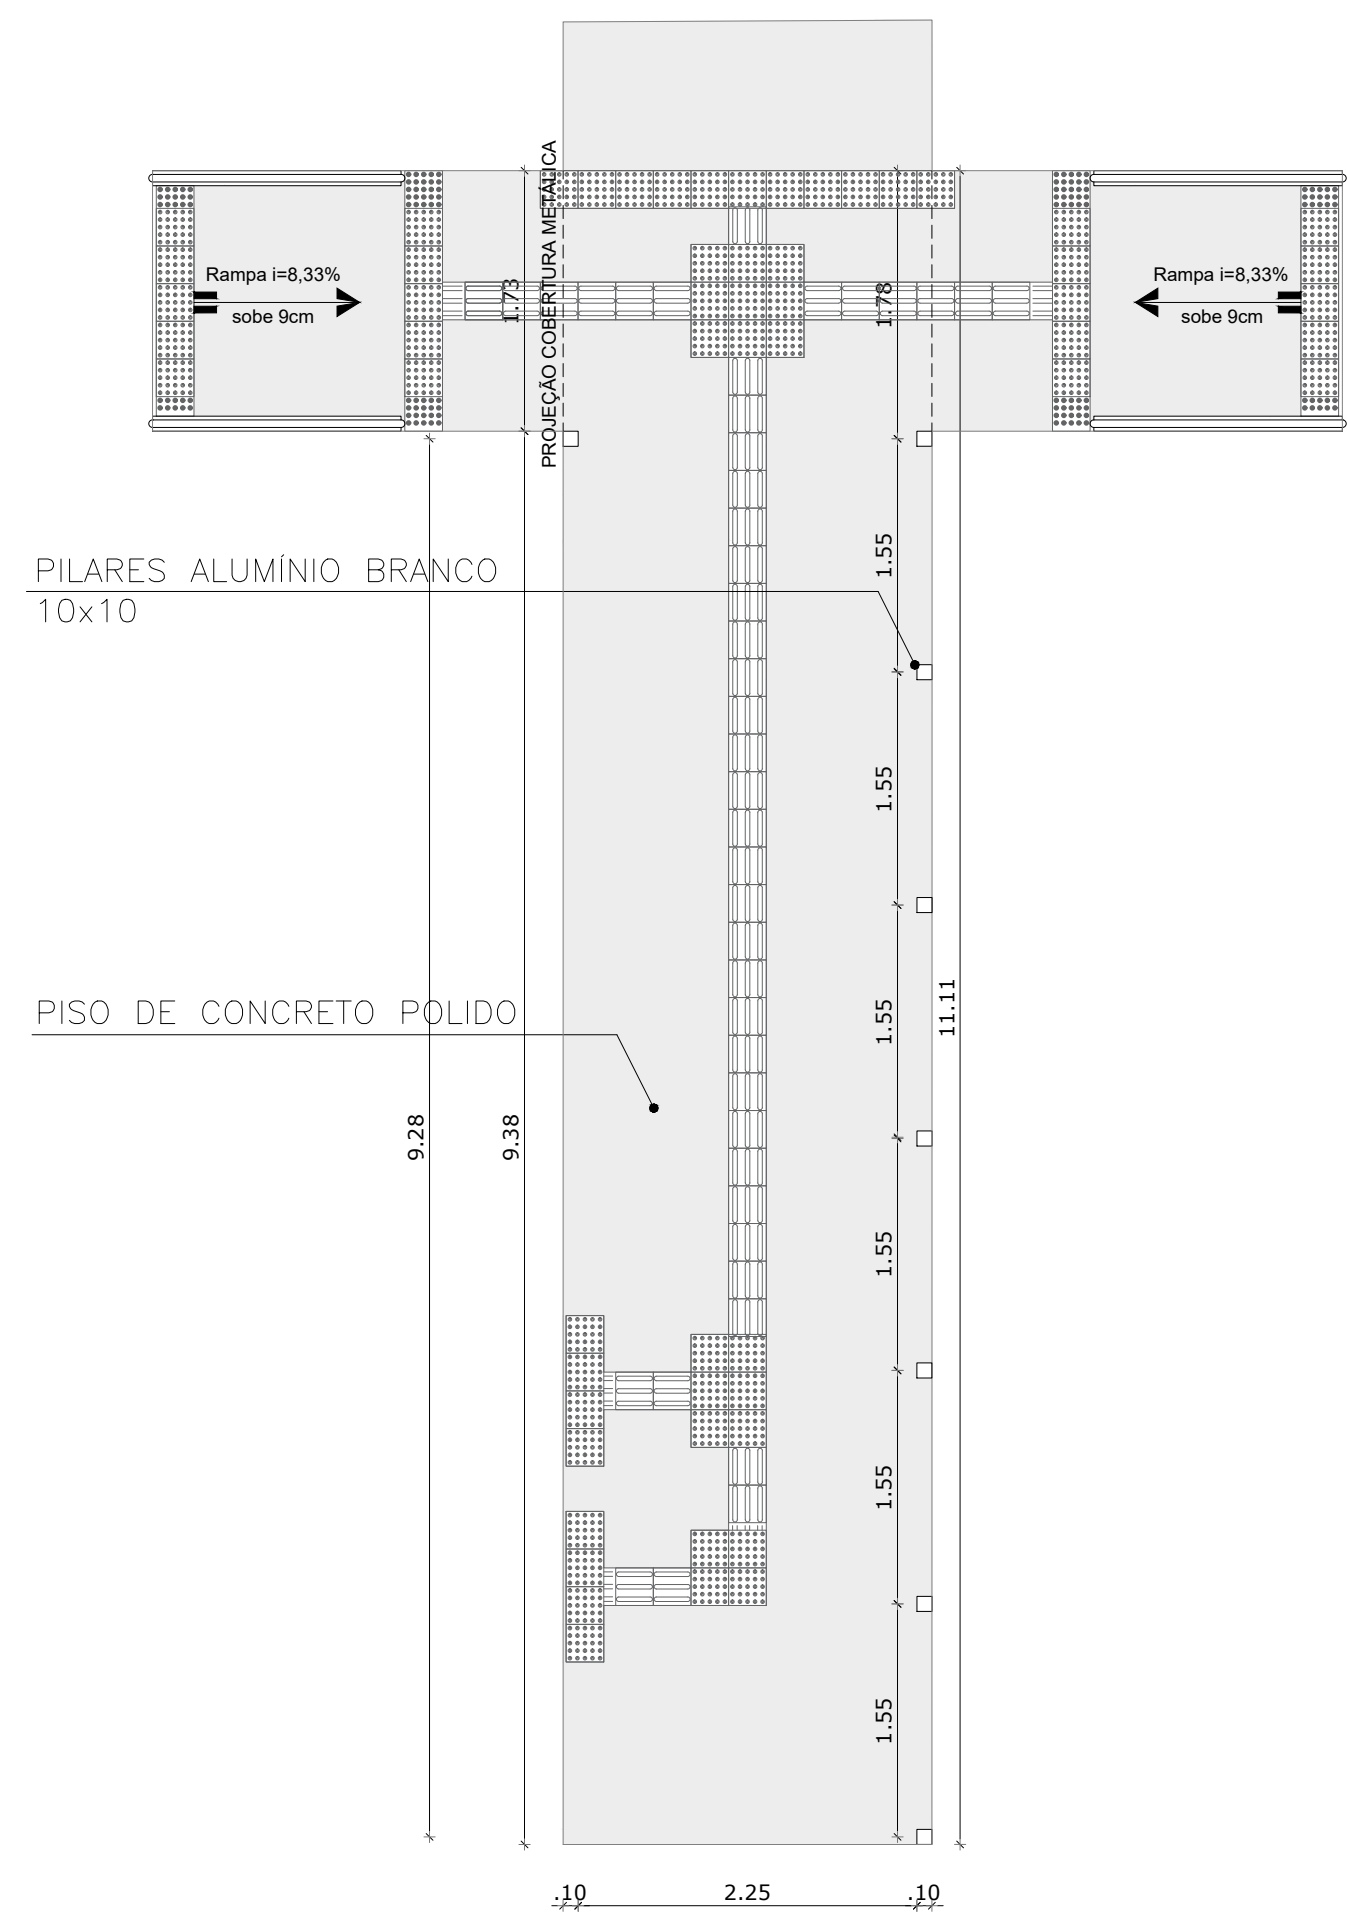 PROJEÇÃO COBERTURA METÁLICA
Rampa i=8,33%
sobe 9cm
1.73
1.78
Rampa i=8,33%
sobe 9cm
PILARES ALUMÍNIO BRANCO
10x10
1.55
1.55
PISO DE CONCRETO POLIDO
1.55
11.11
9.28
9.38
1.55
1.55
1.55
.10
2.25
.10